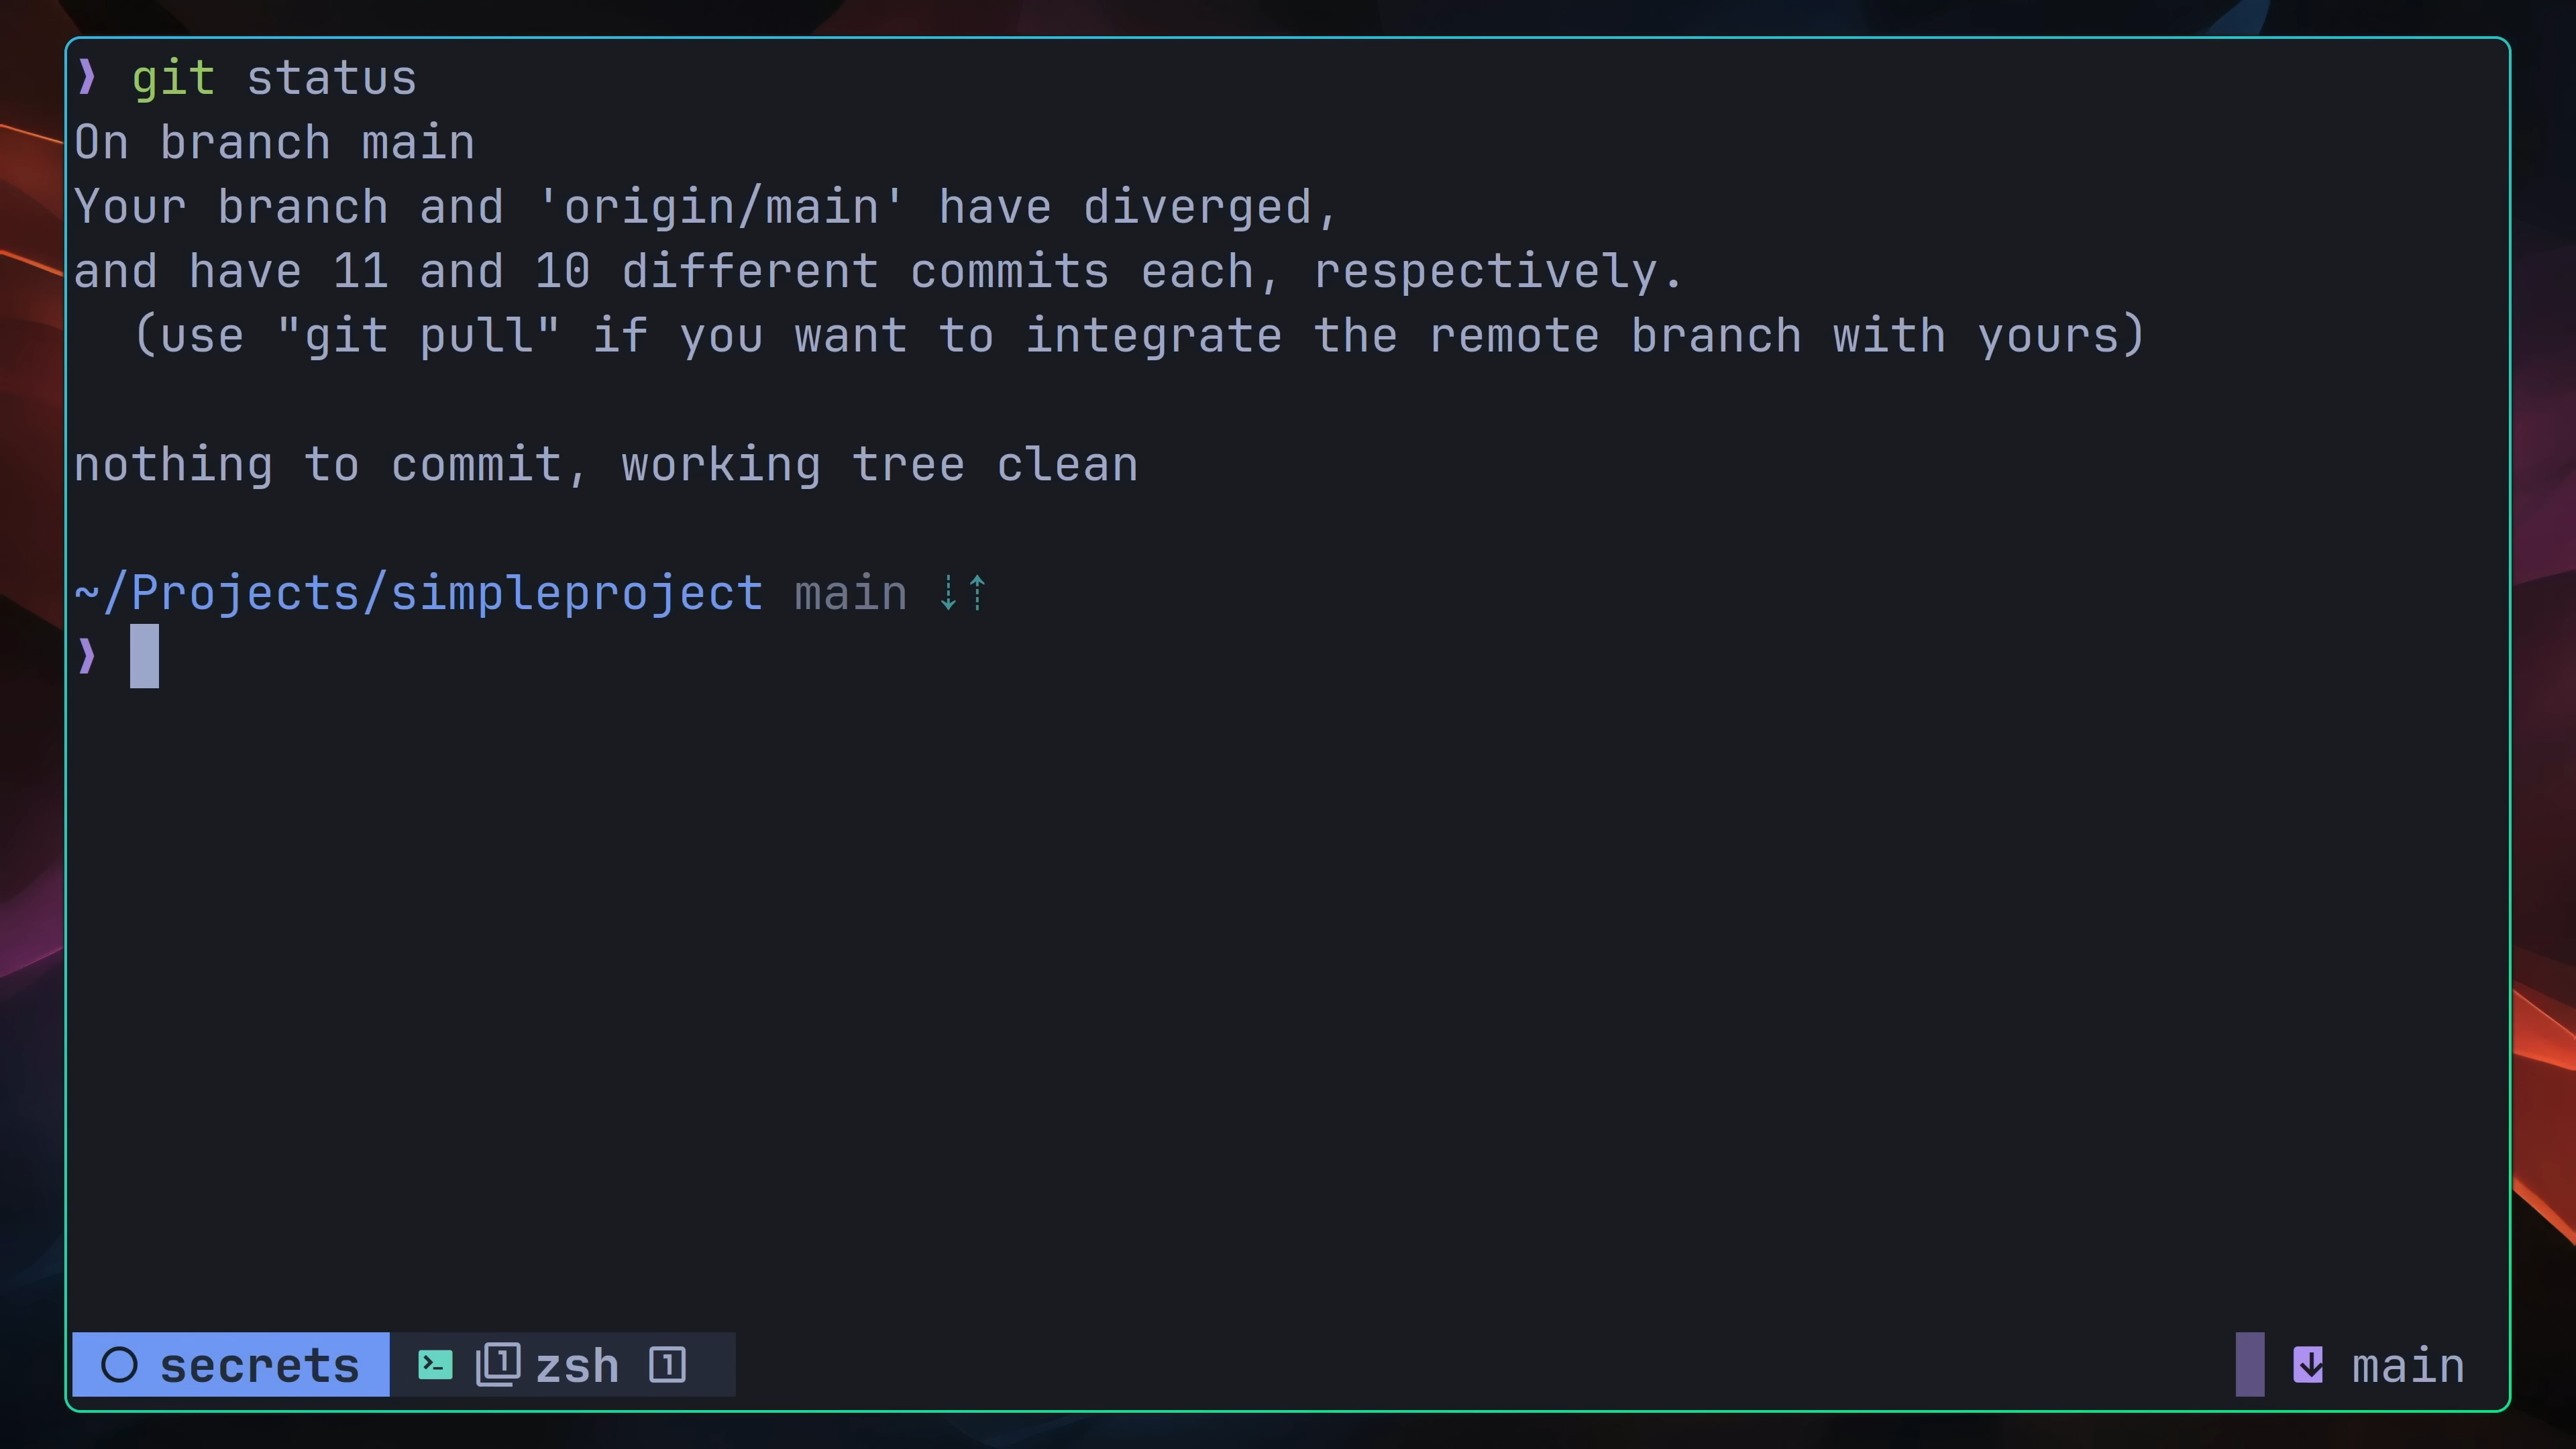 ❱ git status
On branch main
Your branch and 'origin/main' have diverged,
and have 11 and 10 different commits each, respectively.
  (use "git pull" if you want to integrate the remote branch with yours)
nothing to commit, working tree clean
~/Projects/simpleproject main ⇣⇡
❱
secrets 1 zsh 1 main